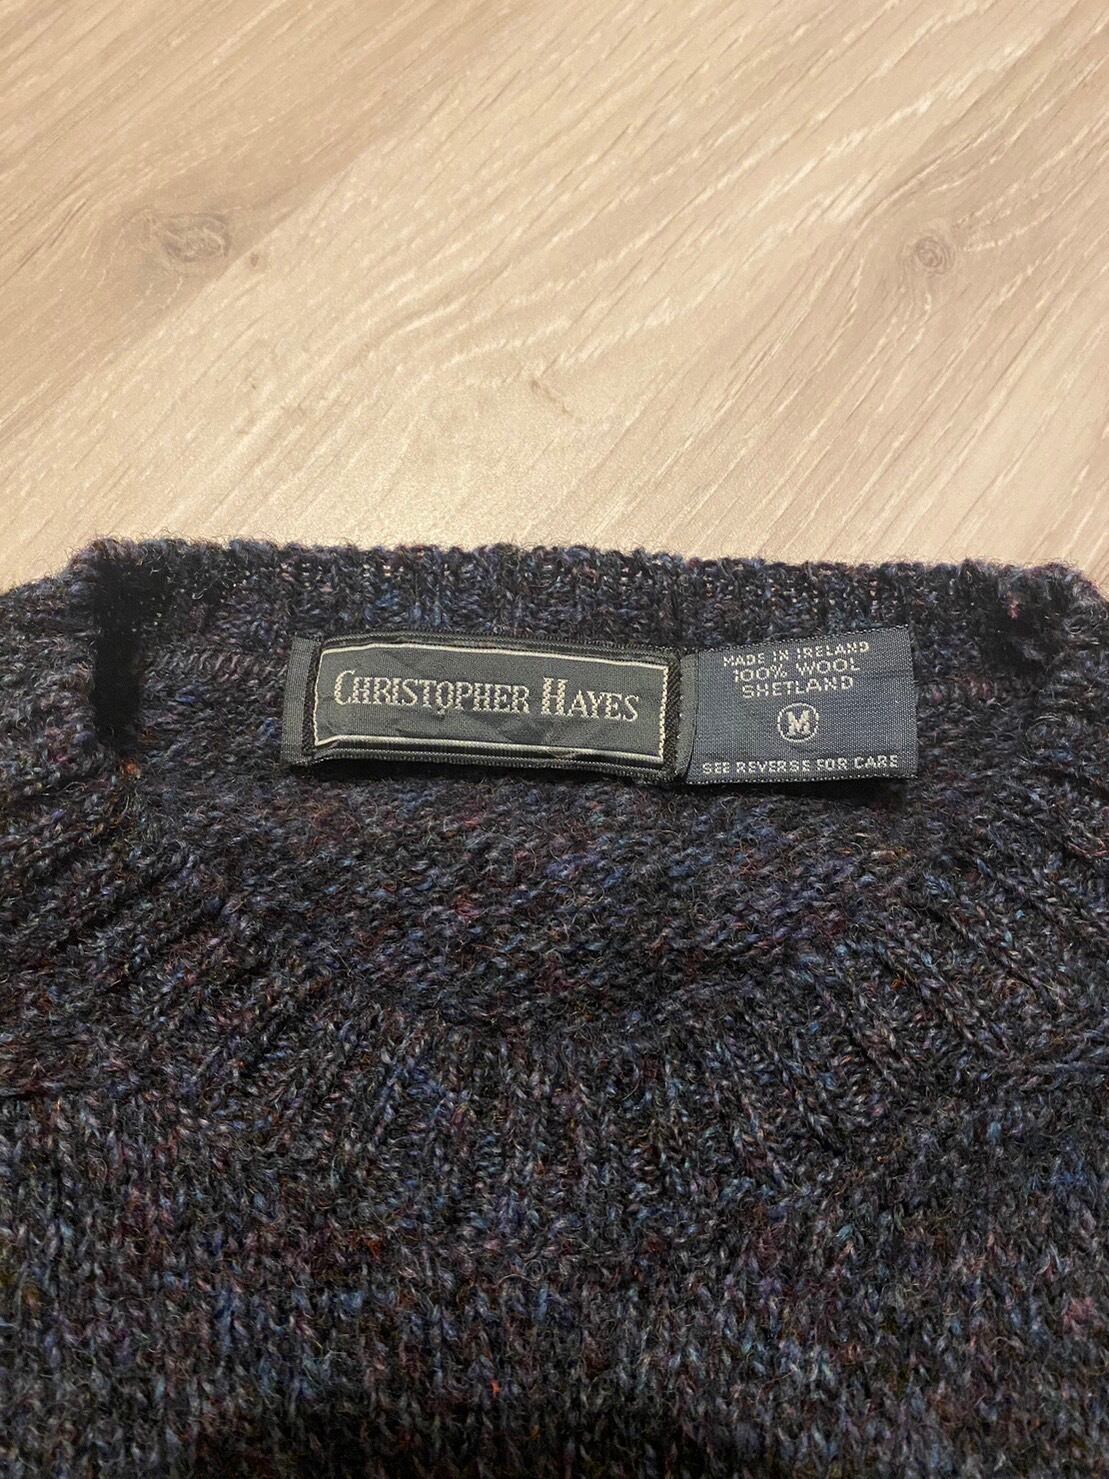 CHRISTOPHER HAYES
MADE IN IRELAND
100% WOOL
SHETLAND
M
SEE REVERSE FOR CARE